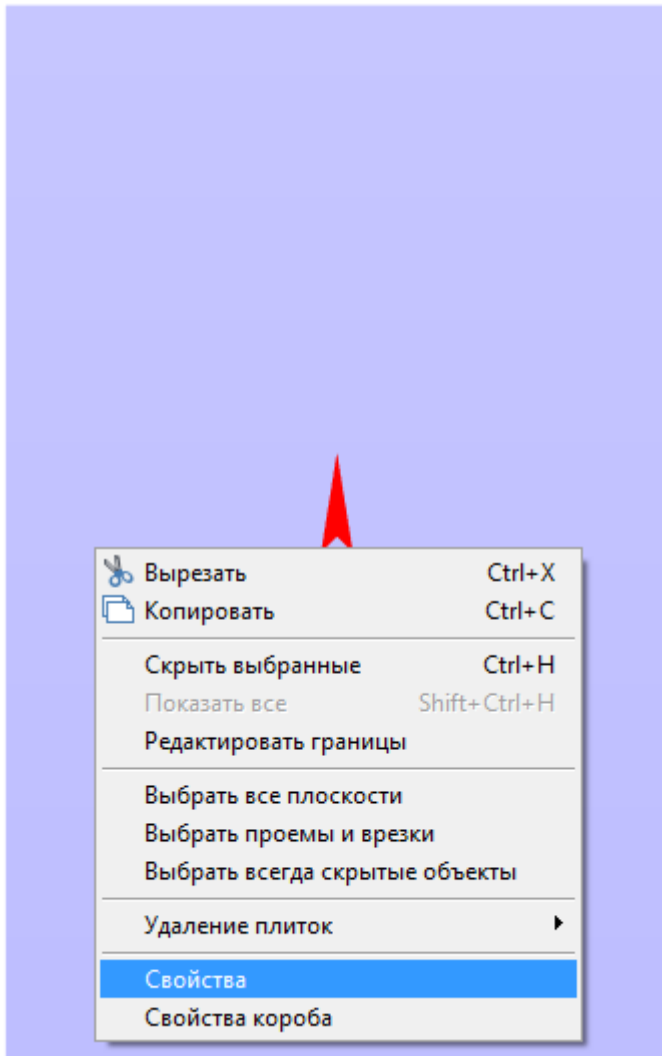 Вырезать Ctrl+X
Копировать Ctrl+C
Скрыть выбранные Ctrl+H
Показать все Shift+Ctrl+H
Редактировать границы
Выбрать все плоскости
Выбрать проемы и врезки
Выбрать всегда скрытые объекты
Удаление плиток
Свойства
Свойства короба